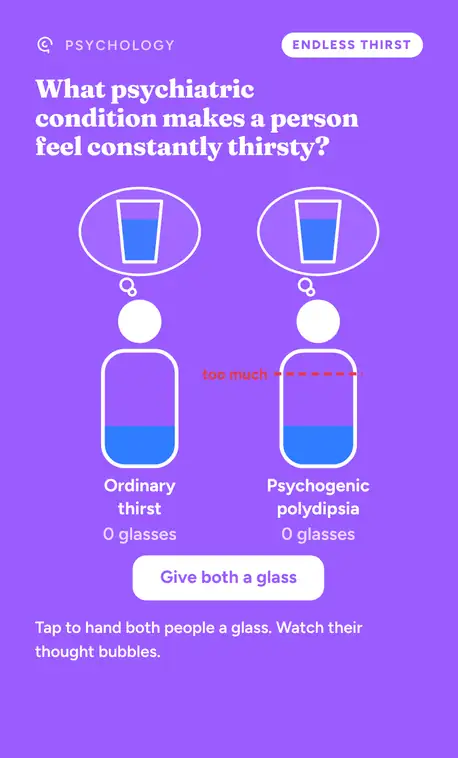 PSYCHOLOGY
ENDLESS THIRST
What psychiatric
condition makes a person
feel constantly thirsty?
too much
Ordinary
thirst
0 glasses
Psychogenic
polydipsia
0 glasses
Give both a glass
Tap to hand both people a glass. Watch their
thought bubbles.